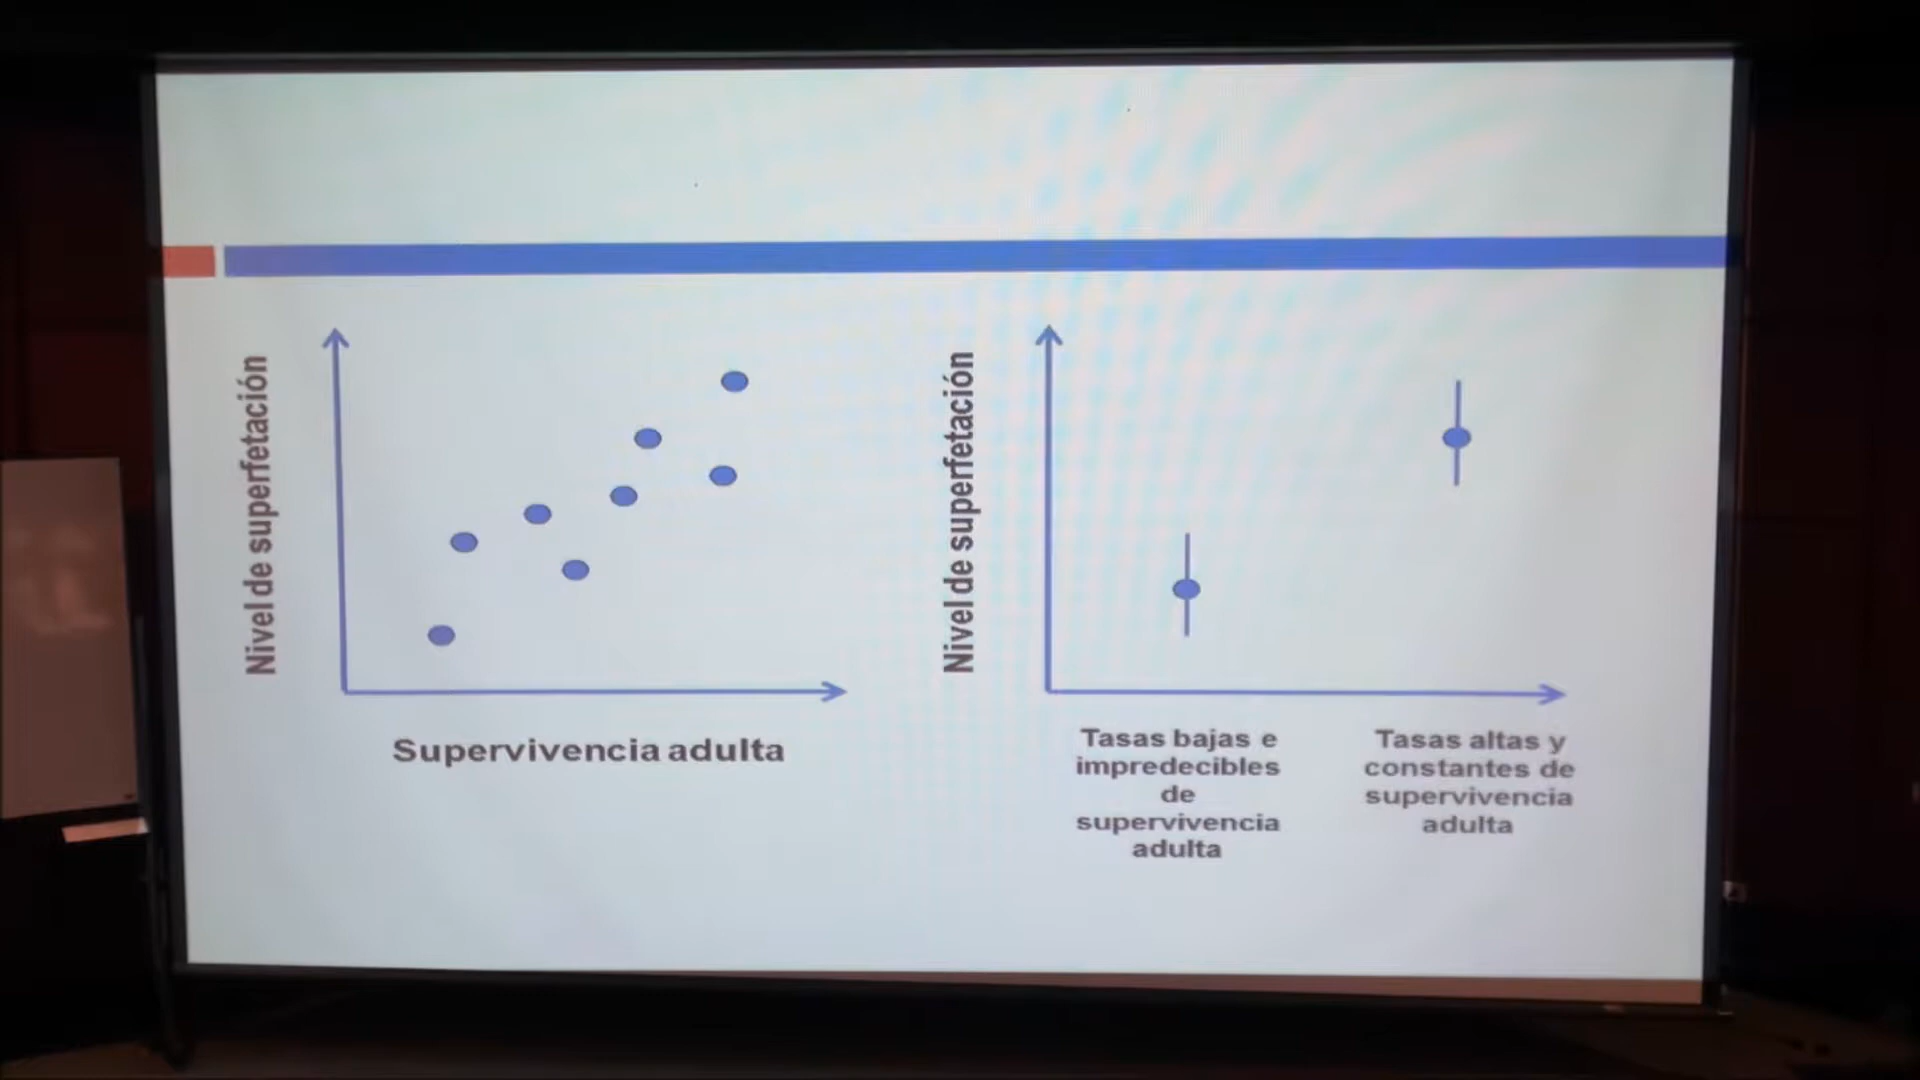 Nivel de superfetación
Supervivencia adulta
Nivel de superfetación
Tasas bajas e
impredecibles
de
supervivencia
adulta
Tasas altas y
constantes de
supervivencia
adulta